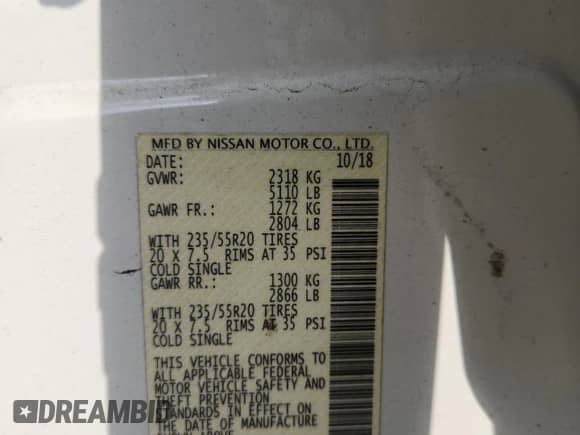 MFD BY NISSAN MOTOR CO., LTD.
DATE: 10/18
GVWR: 2318 KG
5110 LB
GAWR FR.: 1272 KG
2804 LB
WITH 235/55R20 TIRES
20 X 7.5 RIMS AT 35 PSI
COLD SINGLE
GAWR RR.: 1300 KG
2866 LB
WITH 235/55R20 TIRES
20 X 7.5 RIMS AT 35 PSI
COLD SINGLE
THIS VEHICLE CONFORMS TO
ALL APPLICABLE FEDERAL
MOTOR VEHICLE SAFETY AND
THEFT PREVENTION
STANDARDS IN EFFECT ON
THE DATE OF MANUFACTURE
SHOWN ABOVE
DREAMBID